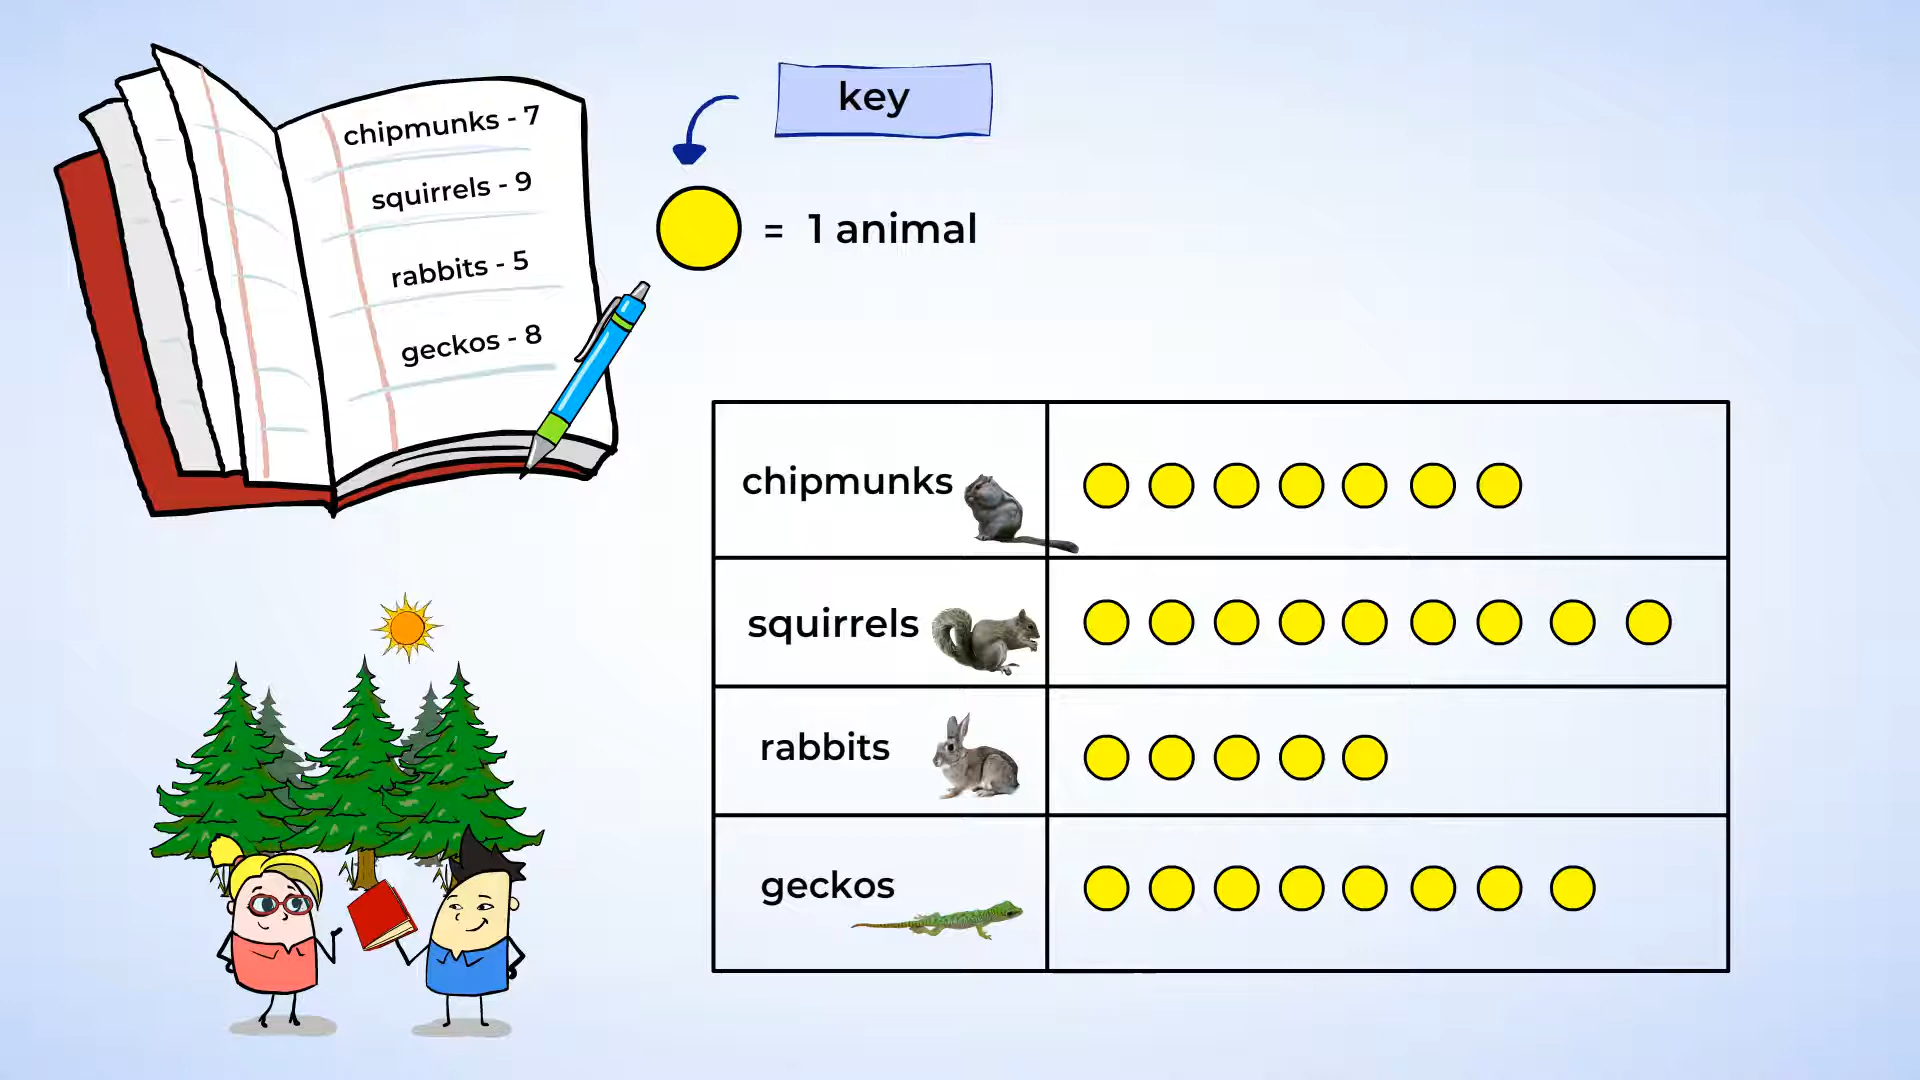 chipmunks - 7
squirrels - 9
rabbits - 5
geckos - 8
key
= 1 animal
chipmunks
squirrels
rabbits
geckos